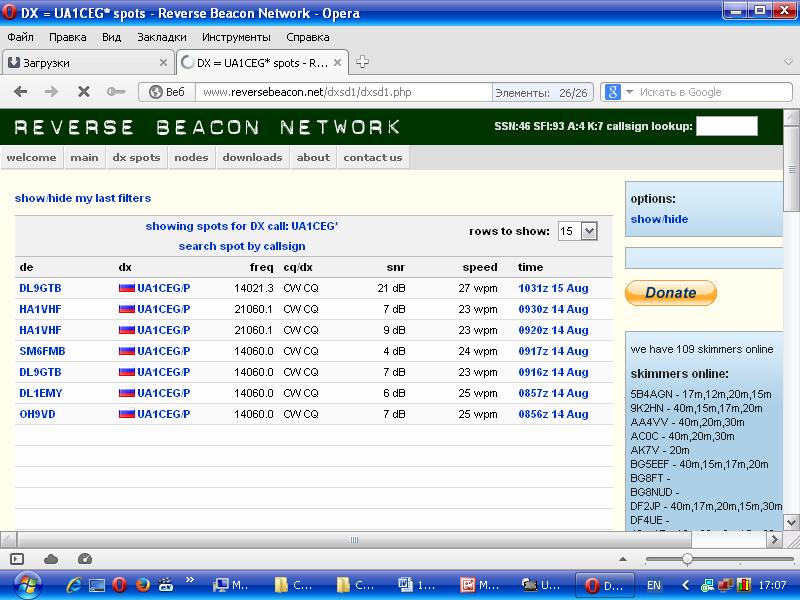 DX = UA1CEG* spots - Reverse Beacon Network - Opera
Файл Правка Вид Закладки Инструменты Справка
Загрузки DX = UA1CEG* spots - R...
Веб www.reversebeacon.net/dxsd1/dxsd1.php Элементы: 26/26 Искать в Google
REVERSE BEACON NETWORK SSN:46 SFI:93 A:4 K:7 callsign lookup:
welcome main dx spots nodes downloads about contact us
show/hide my last filters
showing spots for DX call: UA1CEG*
search spot by callsign
rows to show: 15
de dx freq cq/dx snr speed time
DL9GTB UA1CEG/P 14021.3 CW CQ 21 dB 27 wpm 1031z 15 Aug
HA1VHF UA1CEG/P 21060.1 CW CQ 7 dB 23 wpm 0930z 14 Aug
HA1VHF UA1CEG/P 21060.1 CW CQ 9 dB 23 wpm 0920z 14 Aug
SM6FMB UA1CEG/P 14060.0 CW CQ 4 dB 24 wpm 0917z 14 Aug
DL9GTB UA1CEG/P 14060.0 CW CQ 7 dB 23 wpm 0916z 14 Aug
DL1EMY UA1CEG/P 14060.0 CW CQ 6 dB 25 wpm 0857z 14 Aug
OH9VD UA1CEG/P 14060.0 CW CQ 7 dB 25 wpm 0856z 14 Aug
options:
show/hide
Donate
we have 109 skimmers online
skimmers online:
5B4AGN - 17m,12m,20m,15m
9K2HN - 40m,15m,17m,20m
AA4VV - 40m,20m,30m
AC0C - 40m,20m,30m
AK7V - 20m
BG5EEF - 40m,15m,17m,20m
BG8FT -
BG8NUD -
DF2JP - 40m,17m,20m,15m,30m
DF4UE -
M.. С... С... 1... М... U... D... EN 17:07